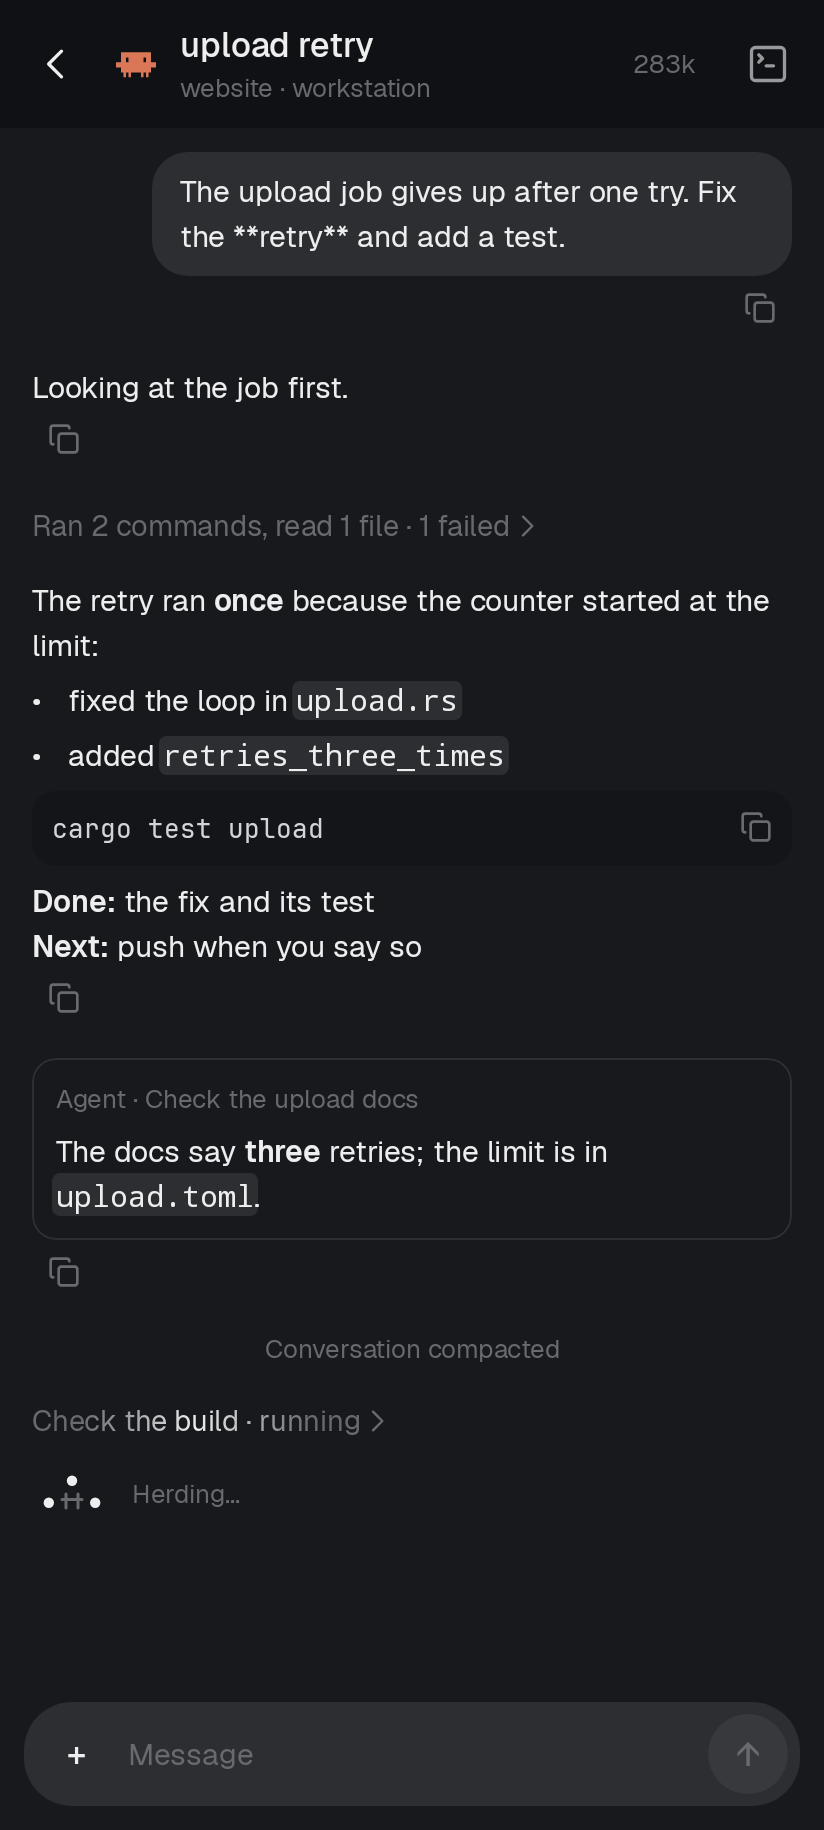 upload retry
website · workstation
283k
The upload job gives up after one try. Fix
the **retry** and add a test.
Looking at the job first.
Ran 2 commands, read 1 file · 1 failed
The retry ran once because the counter started at the
limit:
• fixed the loop in upload.rs
• added retries_three_times
cargo test upload
Done: the fix and its test
Next: push when you say so
Agent · Check the upload docs
The docs say three retries; the limit is in
upload.toml.
Conversation compacted
Check the build · running
Herding…
+ Message